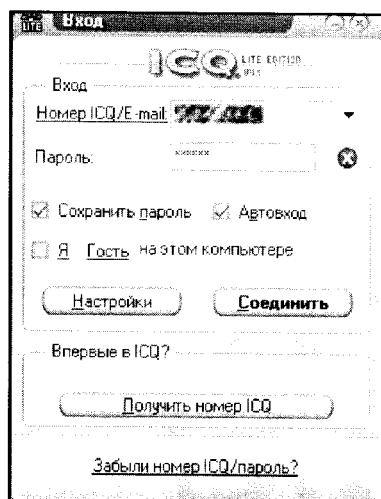 LITE Вход
ICQ LITE EDITION
Вход
Номер ICQ/E-mail:
Пароль: ******
Сохранить пароль Автовход
Я Гость на этом компьютере
Настройки Соединить
Впервые в ICQ?
Получить номер ICQ
Забыли номер ICQ/пароль?